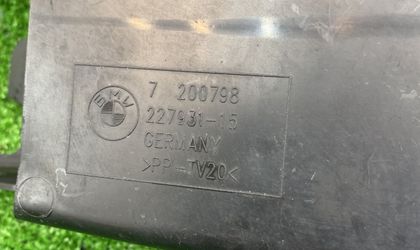 BMW
7 200798
227931-15
GERMANY
>PP-TV20<